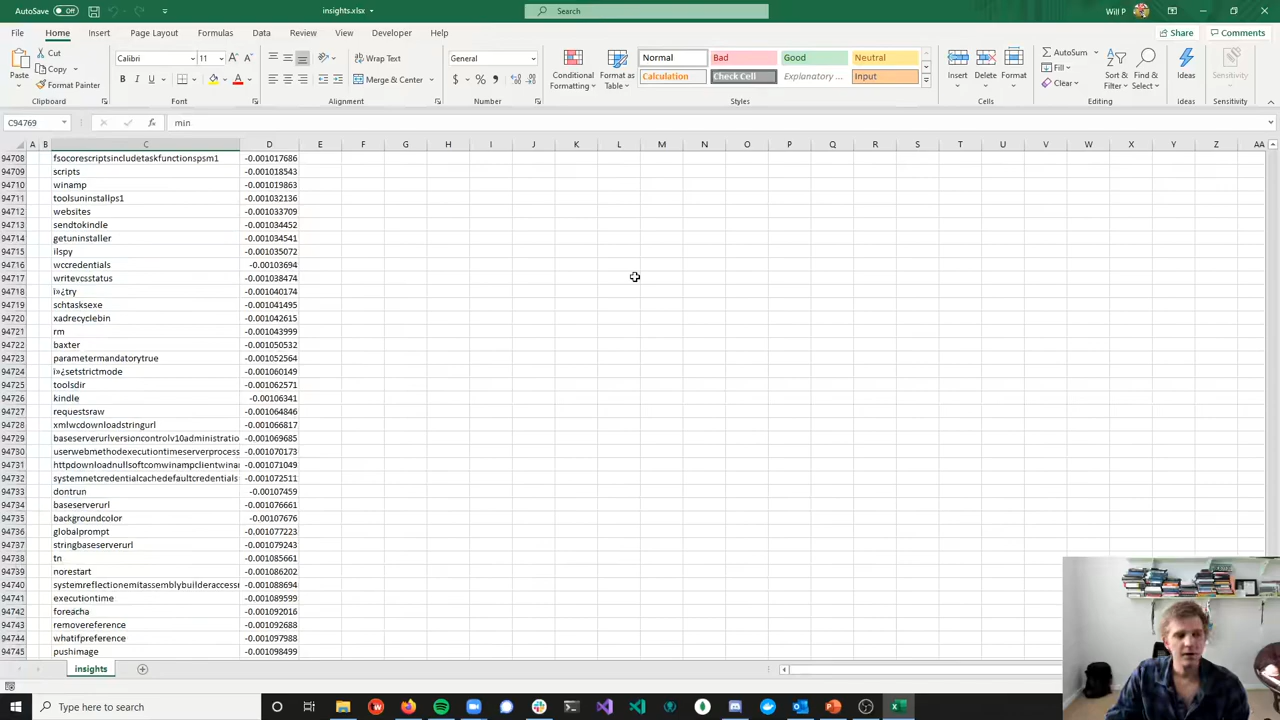 AutoSave Off insights.xlsx Search Will P
File Home Insert Page Layout Formulas Data Review View Developer Help Share Comments
Paste Cut Copy Format Painter Clipboard
Calibri 11 B I U Font
Wrap Text Merge & Center Alignment
General $ % Number
Conditional Formatting Format as Table Normal Bad Good Neutral Calculation Check Cell Explanatory ... Input Styles
Insert Delete Format Cells
AutoSum Fill Clear Sort & Filter Find & Select Editing
Ideas Ideas
Sensitivity Sensitivity
C94769 fx min
A B C D E F G H I J K L M N O P Q R S T U V W X Y Z AA
94708 fsocorescriptsincludetaskfunctionspsm1 -0.001017686
94709 scripts -0.001018543
94710 winamp -0.001019863
94711 toolsuninstallps1 -0.001032136
94712 websites -0.001033709
94713 sendtokindle -0.001034452
94714 getuninstaller -0.001034541
94715 ilspy -0.001035072
94716 wccredentials -0.00103694
94717 writevcsstatus -0.001038474
94718 ï»¿try -0.001040174
94719 schtasksexe -0.001041495
94720 xadrecyclebin -0.001042615
94721 rm -0.001043999
94722 baxter -0.001050532
94723 parametermandatorytrue -0.001052564
94724 ï»¿setstrictmode -0.001060149
94725 toolsdir -0.001062571
94726 kindle -0.00106341
94727 requestsraw -0.001064846
94728 xmlwcdownloadstringurl -0.001066817
94729 baseserverurlversioncontrolv10administratio -0.001069685
94730 userwebmethodexecutiontimeserverprocess -0.001070173
94731 httpdownloadnullsoftcomwinampclientwina -0.001071049
94732 systemnetcredentialcachedefaultcredentials -0.001072511
94733 dontrun -0.00107459
94734 baseserverurl -0.001076661
94735 backgroundcolor -0.00107676
94736 globalprompt -0.001077223
94737 stringbaseserverurl -0.001079243
94738 tn -0.001085661
94739 norestart -0.001086202
94740 systemreflectionemitassemblybuilderaccessr -0.001088694
94741 executiontime -0.001089599
94742 foreacha -0.001092016
94743 removereference -0.001092688
94744 whatifpreference -0.001097988
94745 pushimage -0.001098499
insights
Type here to search